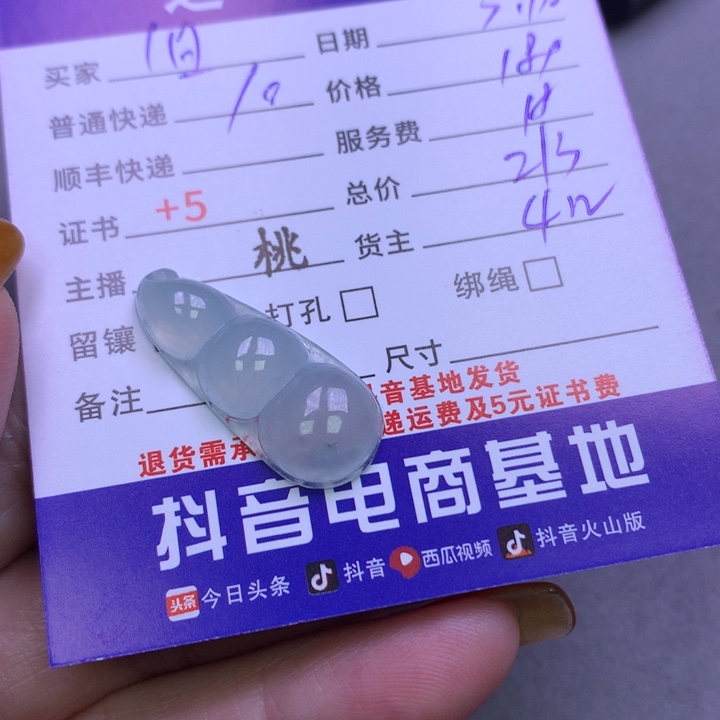 买家 日期
普通快递 10 价格
顺丰快递 服务费 18
证书 +5 总价 213
主播 桃 货主
留镶 打孔 绑绳
备注 尺寸
音基地发货
退货需承 递运费及5元证书费
抖音电商基地
头条 今日头条 抖音 西瓜视频 抖音火山版